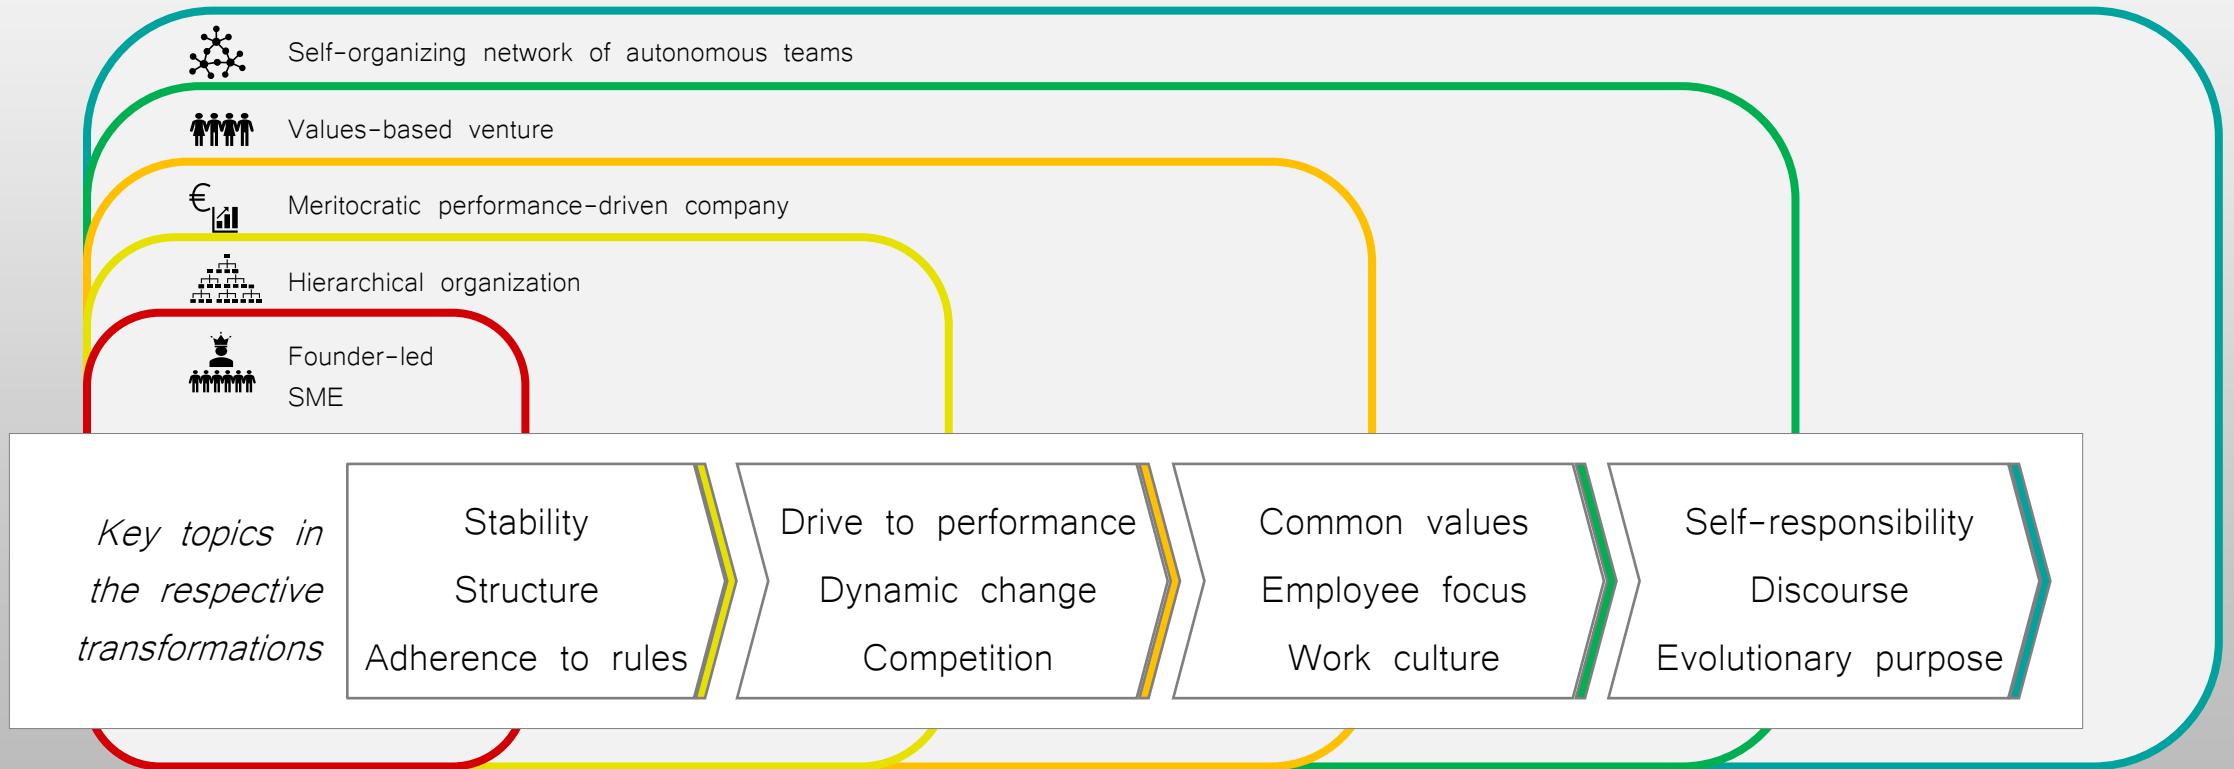 Self-organizing network of autonomous teams
Values-based venture
€
Meritocratic performance-driven company
Hierarchical organization
Founder-led
SME
Key topics in
the respective
transformations
Stability
Structure
Adherence to rules
Drive to performance
Dynamic change
Competition
Common values
Employee focus
Work culture
Self-responsibility
Discourse
Evolutionary purpose